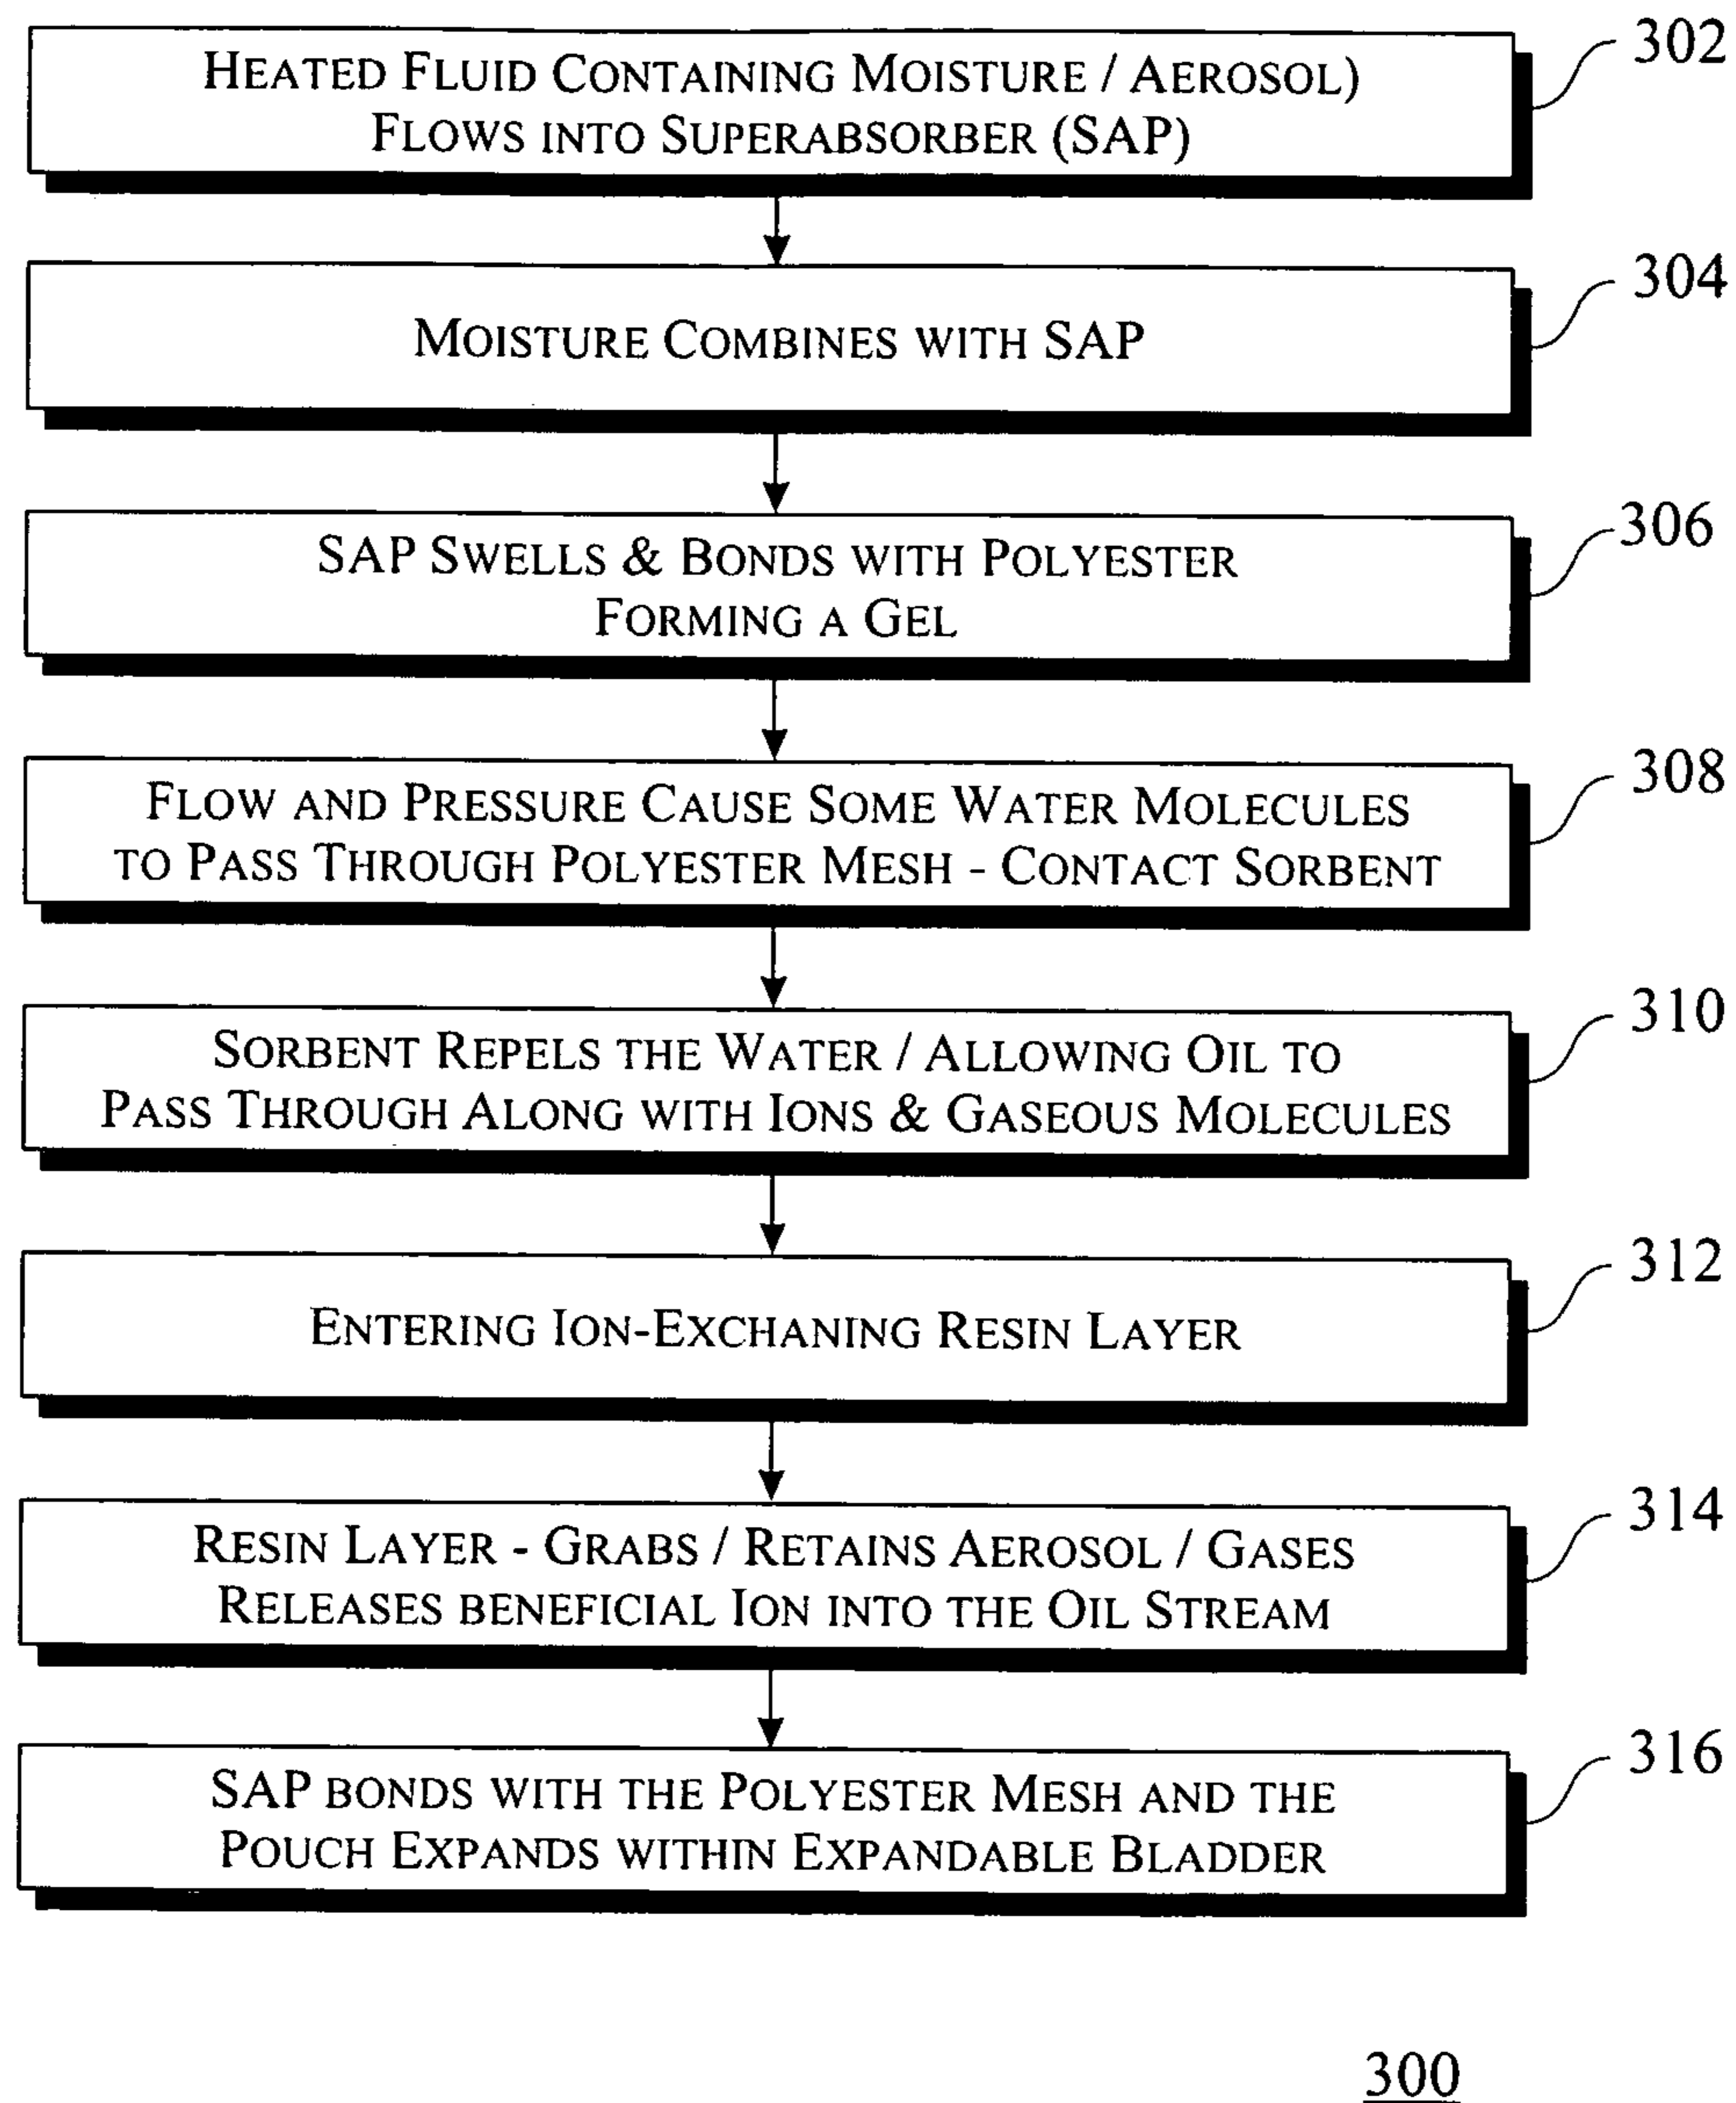 HEATED FLUID CONTAINING MOISTURE / AEROSOL)
FLOWS INTO SUPERABSORBER (SAP)
302
MOISTURE COMBINES WITH SAP
304
SAP SWELLS & BONDS WITH POLYESTER
FORMING A GEL
306
FLOW AND PRESSURE CAUSE SOME WATER MOLECULES
TO PASS THROUGH POLYESTER MESH - CONTACT SORBENT
308
SORBENT REPELS THE WATER / ALLOWING OIL TO
PASS THROUGH ALONG WITH IONS & GASEOUS MOLECULES
310
ENTERING ION-EXCHANING RESIN LAYER
312
RESIN LAYER - GRABS / RETAINS AEROSOL / GASES
RELEASES BENEFICIAL ION INTO THE OIL STREAM
314
SAP BONDS WITH THE POLYESTER MESH AND THE
POUCH EXPANDS WITHIN EXPANDABLE BLADDER
316
300